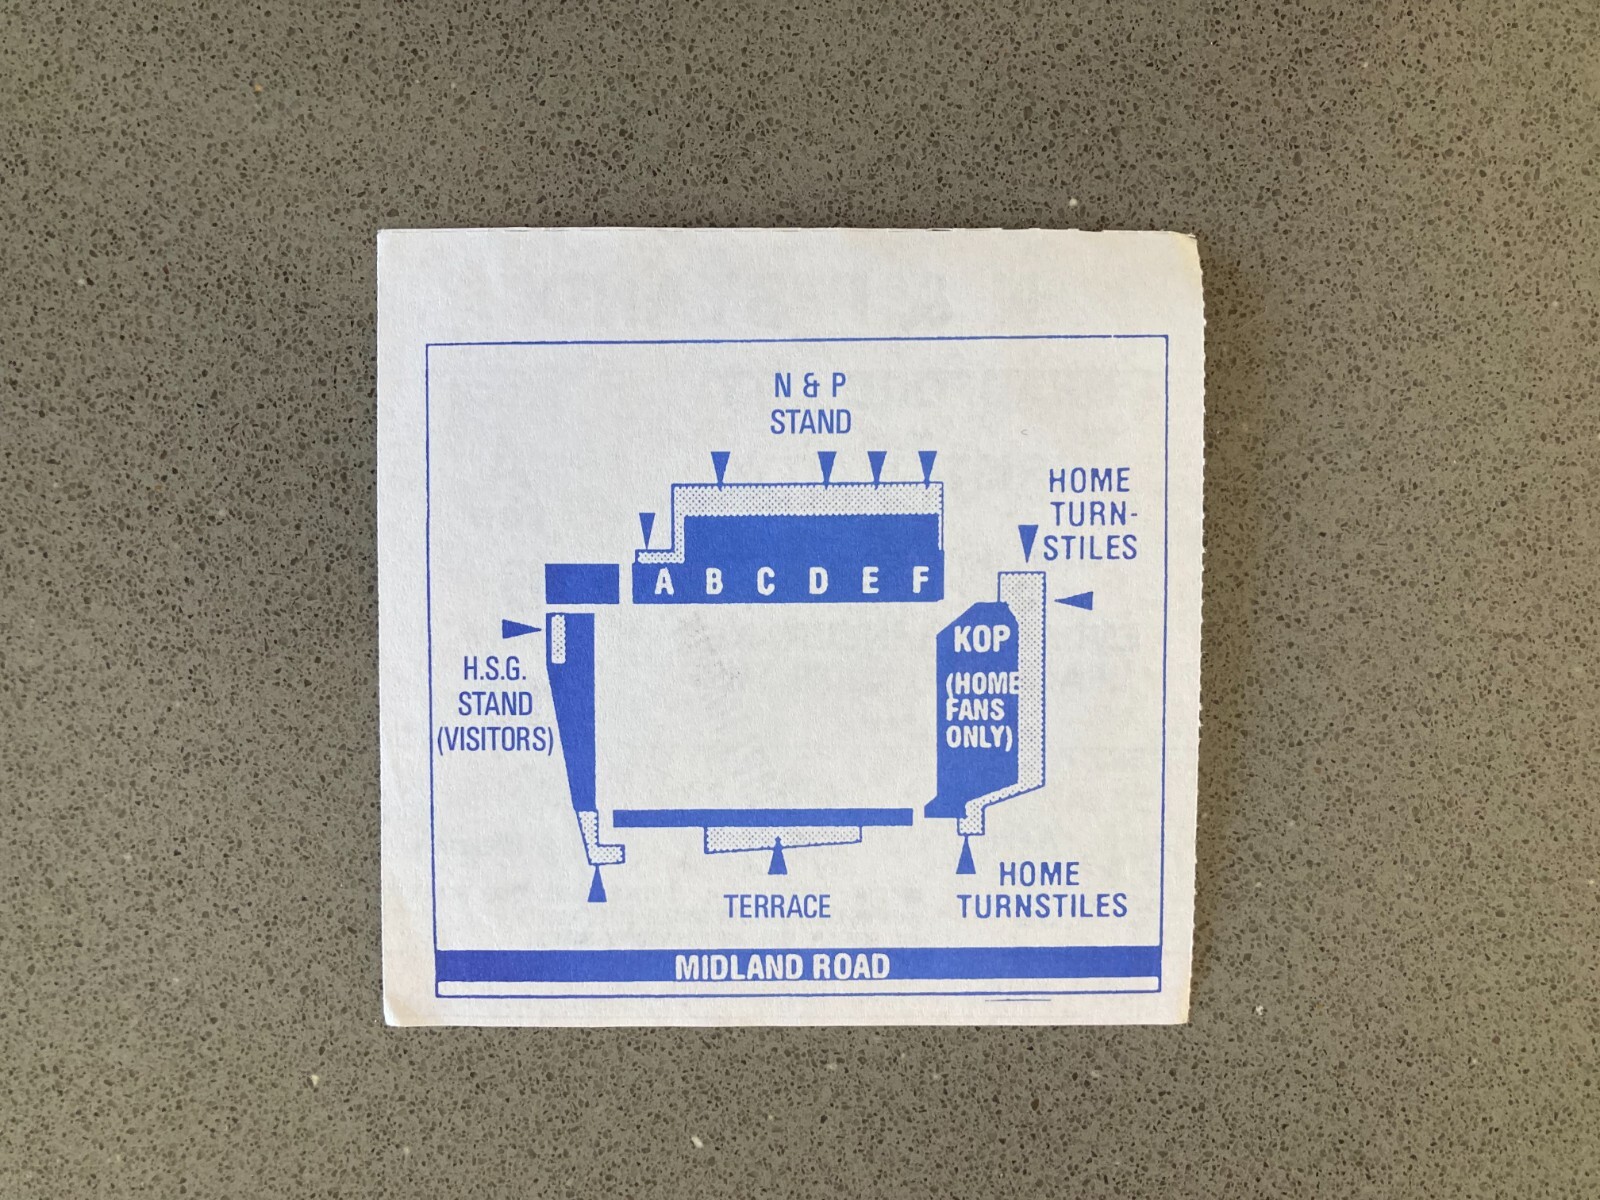 N & P
STAND
HOME
TURN-
STILES
A B C D E F
KOP
(HOME
FANS
ONLY)
H.S.G.
STAND
(VISITORS)
TERRACE
HOME
TURNSTILES
MIDLAND ROAD